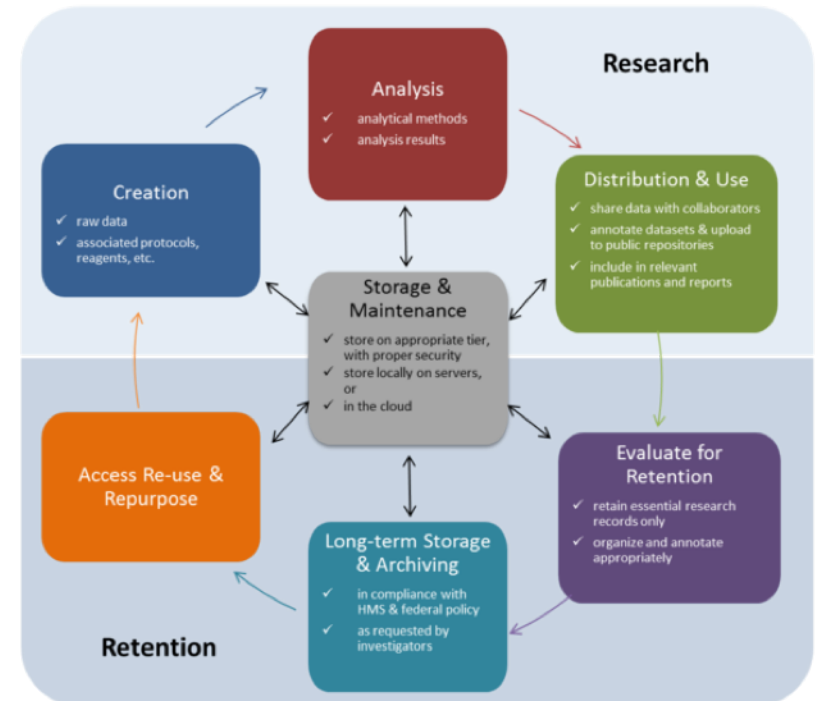 Research
Analysis
✓ analytical methods
✓ analysis results
Creation
✓ raw data
✓ associated protocols,
reagents, etc.
Distribution & Use
✓ share data with collaborators
✓ annotate datasets & upload
to public repositories
✓ include in relevant
publications and reports
Storage &
Maintenance
✓ store on appropriate tier,
with proper security
✓ store locally on servers,
or
✓ in the cloud
Access Re-use &
Repurpose
Evaluate for
Retention
✓ retain essential research
records only
✓ organize and annotate
appropriately
Long-term Storage
& Archiving
✓ in compliance with
HMS & federal policy
✓ as requested by
investigators
Retention